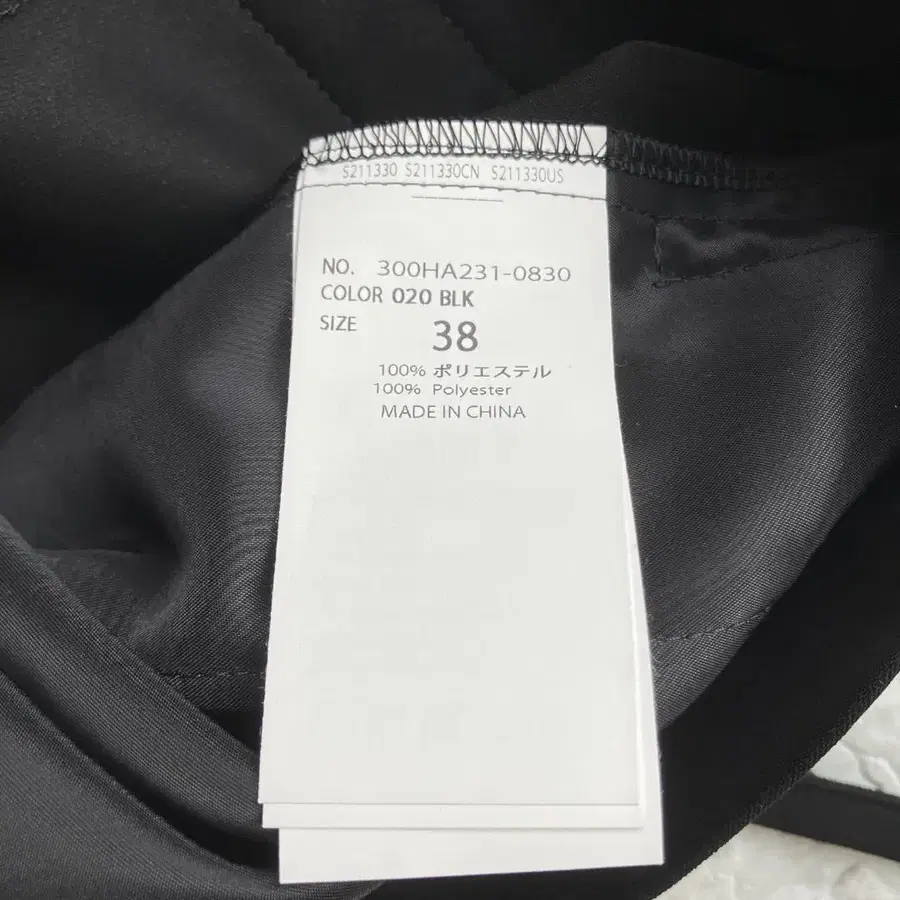 S211330 S211330CN S211330US
NO. 300HA231-0830
COLOR 020 BLK
SIZE 38
100% ポリエステル
100% Polyester
MADE IN CHINA